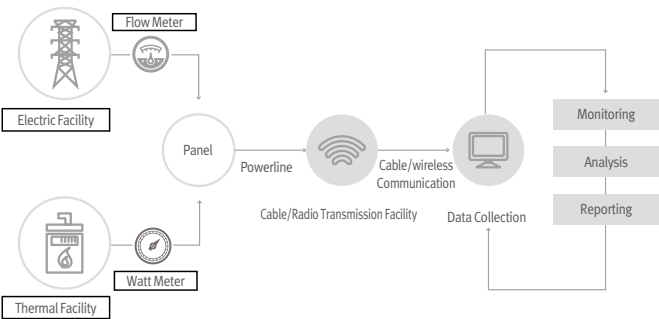 Flow Meter
Electric Facility
Panel
Powerline
Cable/wireless
Communication
Cable/Radio Transmission Facility
Data Collection
Monitoring
Analysis
Reporting
Watt Meter
Thermal Facility